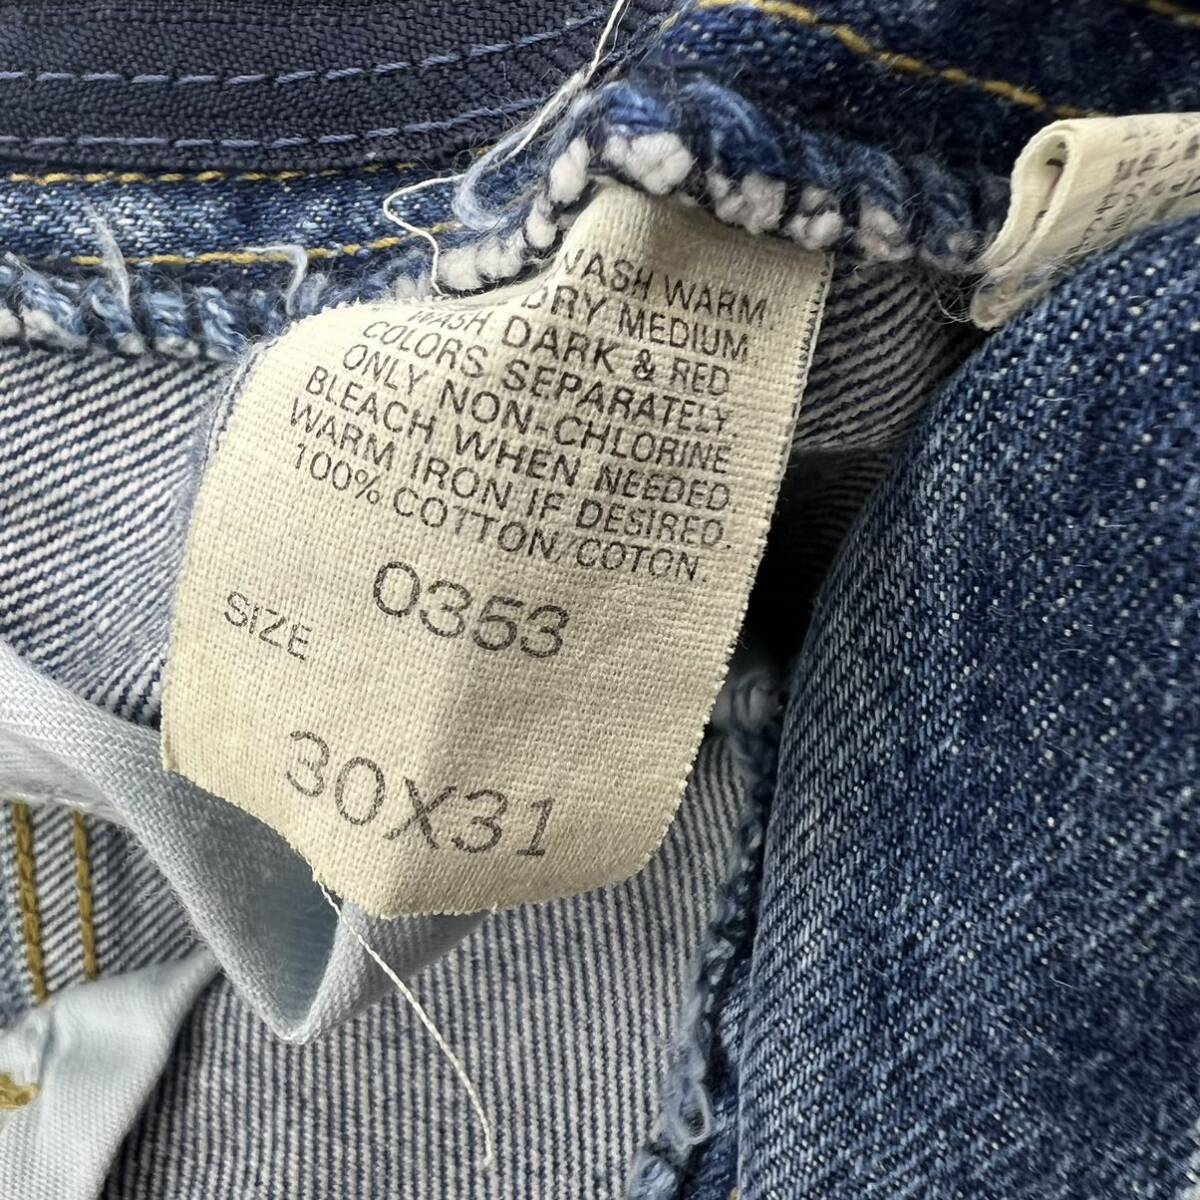 WASH WARM.
DRY MEDIUM.
WASH DARK & RED
COLORS SEPARATELY.
ONLY NON-CHLORINE
BLEACH WHEN NEEDED.
WARM IRON IF DESIRED.
100% COTTON/COTON.
0353
SIZE
30X31